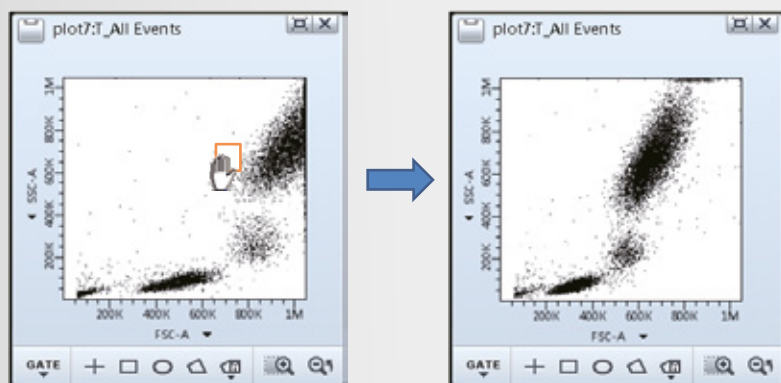 plot7:T_All Events
1M
800K
600K
400K
200K
SSC-A
200K
400K
600K
800K
1M
FSC-A
GATE
plot7:T_All Events
1M
800K
600K
400K
200K
SSC-A
200K
400K
600K
800K
1M
FSC-A
GATE